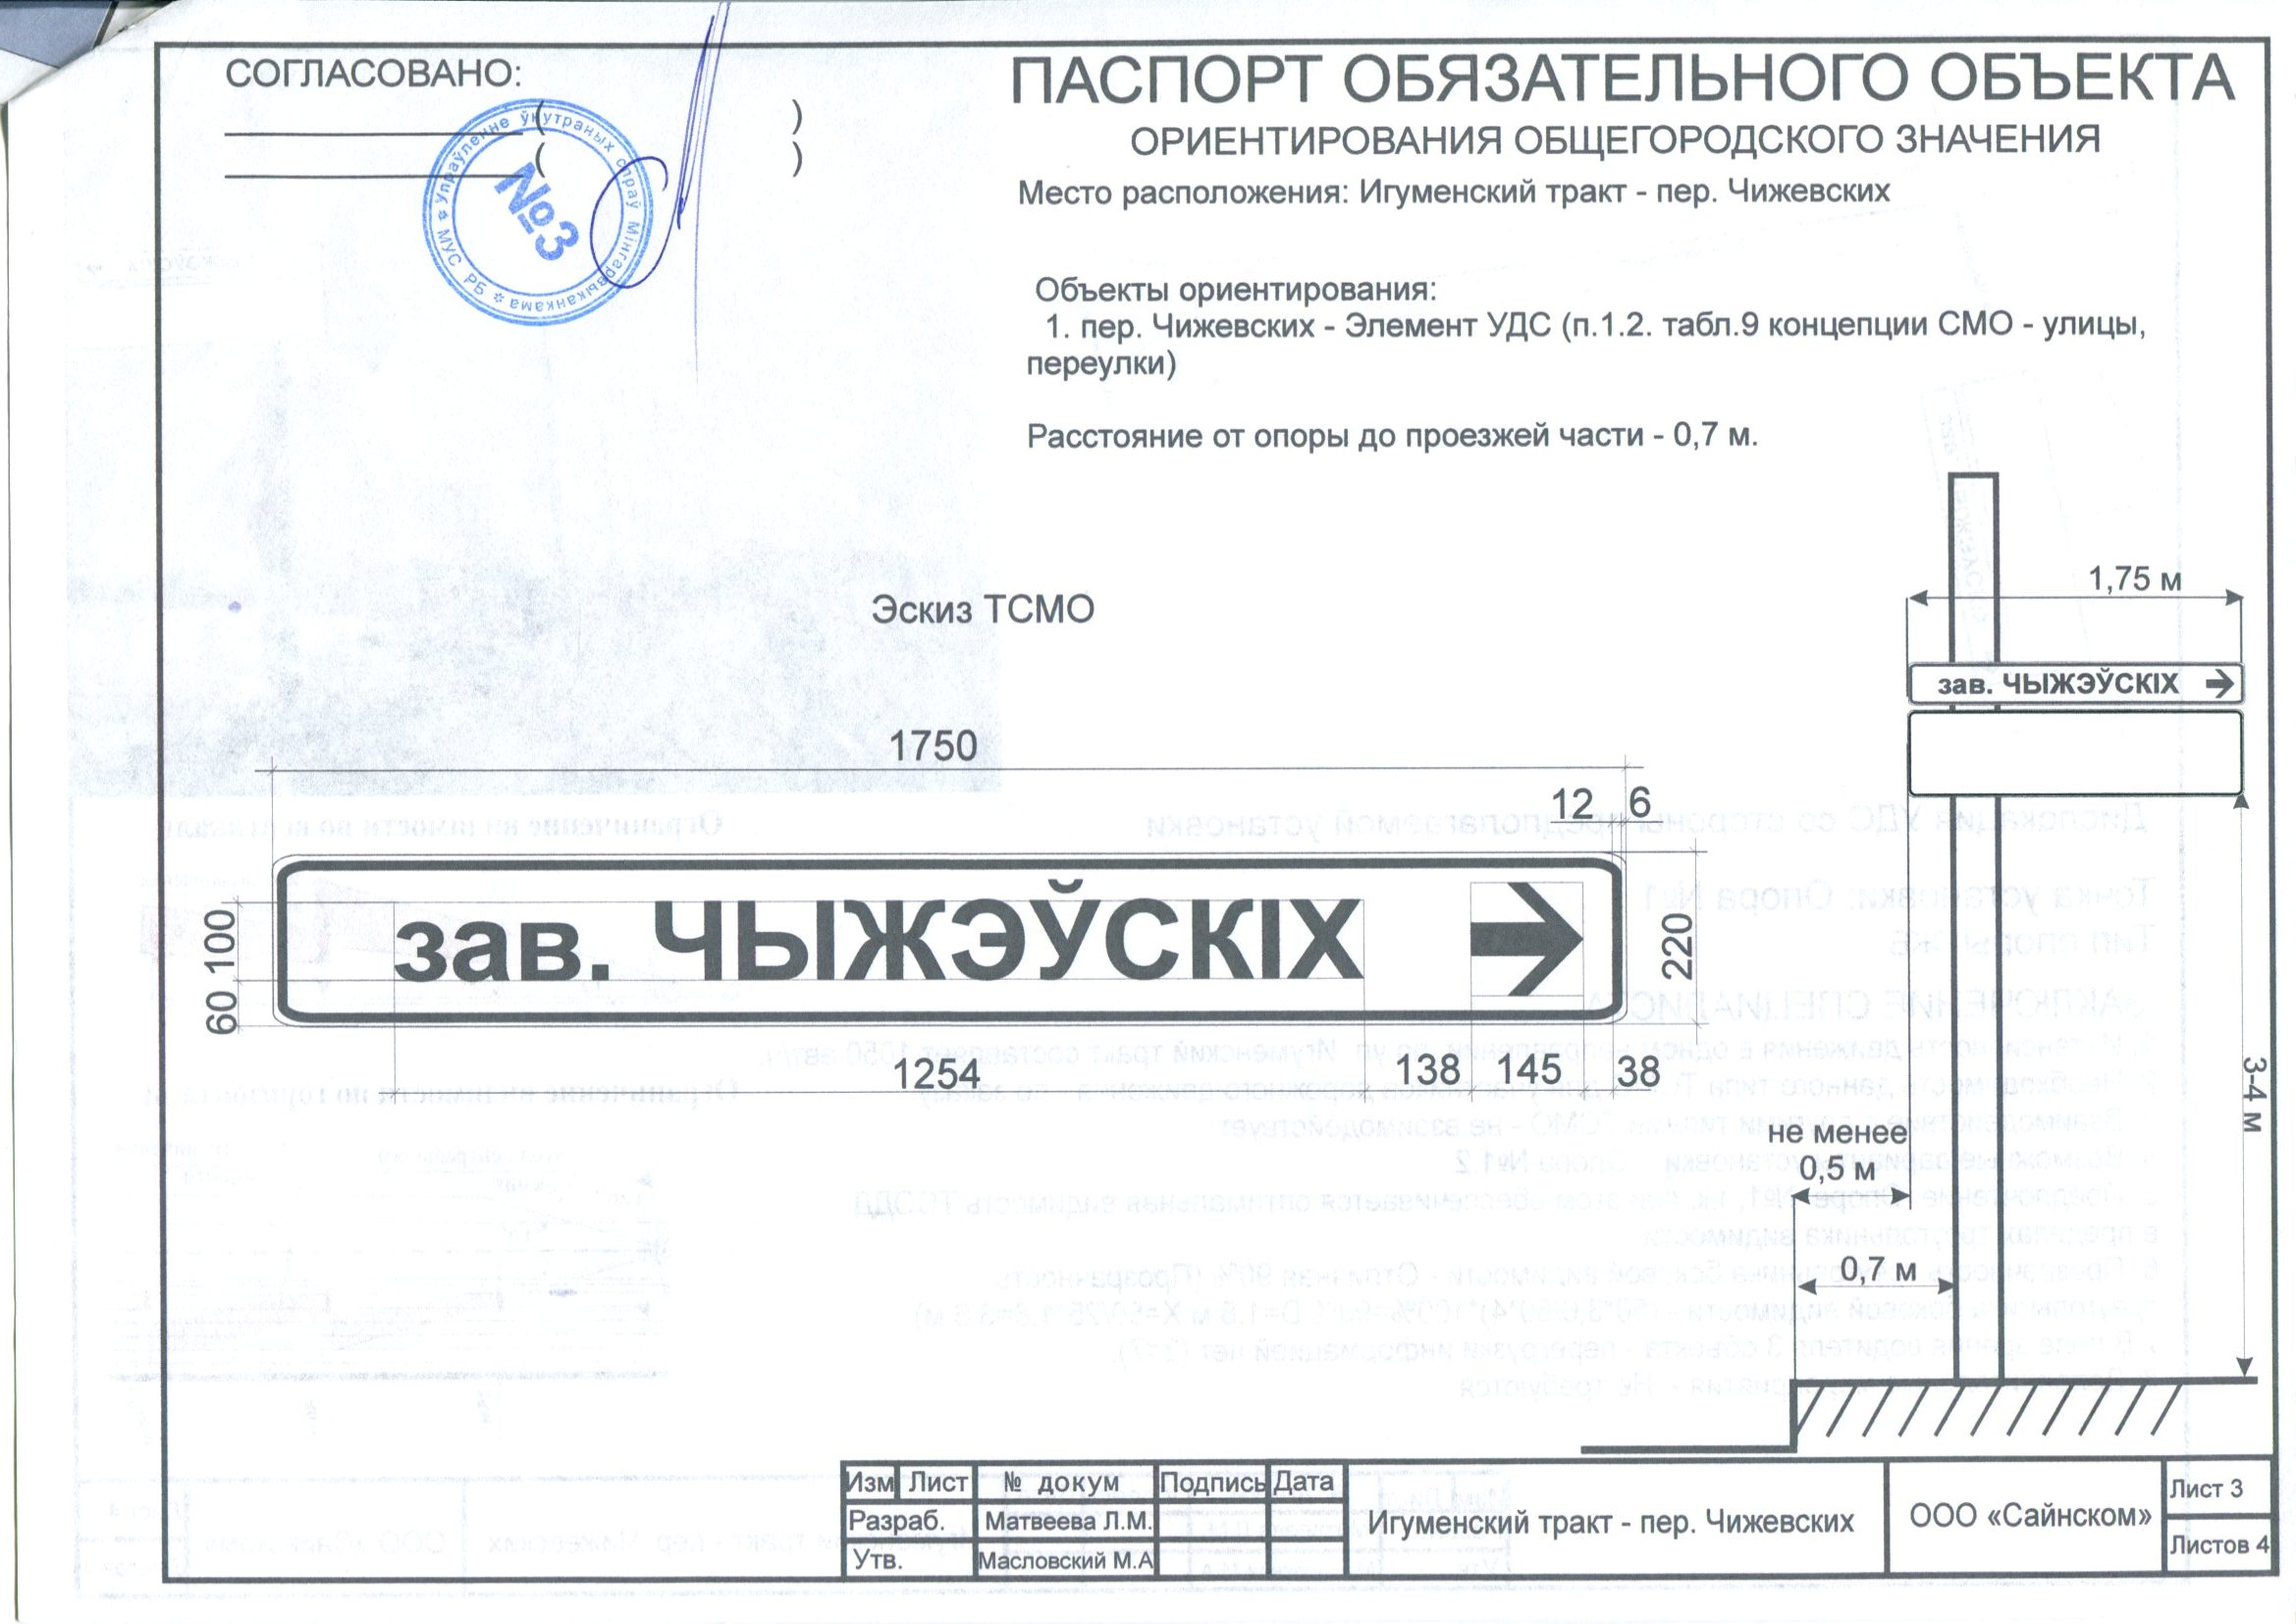 СОГЛАСОВАНО:
( )
( )
Упраўленне ўнутраных спраў Мінгарвыканкама МУС РБ
№3
ПАСПОРТ ОБЯЗАТЕЛЬНОГО ОБЪЕКТА
ОРИЕНТИРОВАНИЯ ОБЩЕГОРОДСКОГО ЗНАЧЕНИЯ
Место расположения: Игуменский тракт - пер. Чижевских
Объекты ориентирования:
1. пер. Чижевских - Элемент УДС (п.1.2. табл.9 концепции СМО - улицы,
переулки)
Расстояние от опоры до проезжей части - 0,7 м.
Эскиз ТСМО
1,75 м
зав. ЧЫЖЭЎСКІХ
1750
12 6
зав. ЧЫЖЭЎСКІХ
100
60
220
1254 138 145 38
3-4 м
не менее
0,5 м
0,7 м
Изм Лист № докум Подпись Дата
Разраб. Матвеева Л.М.
Утв. Масловский М.А
Игуменский тракт - пер. Чижевских
ООО «Сайнском»
Лист 3
Листов 4